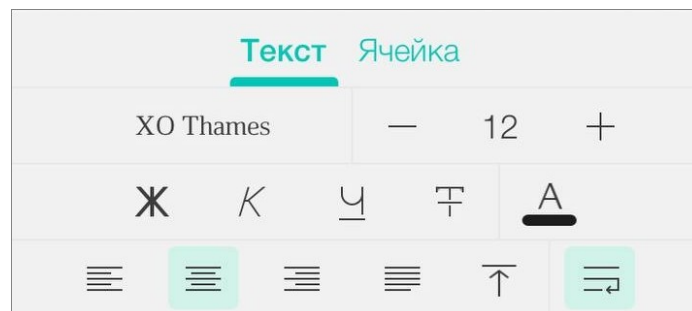 Текст Ячейка
XO Thames — 12 +
Ж К Ч Т A